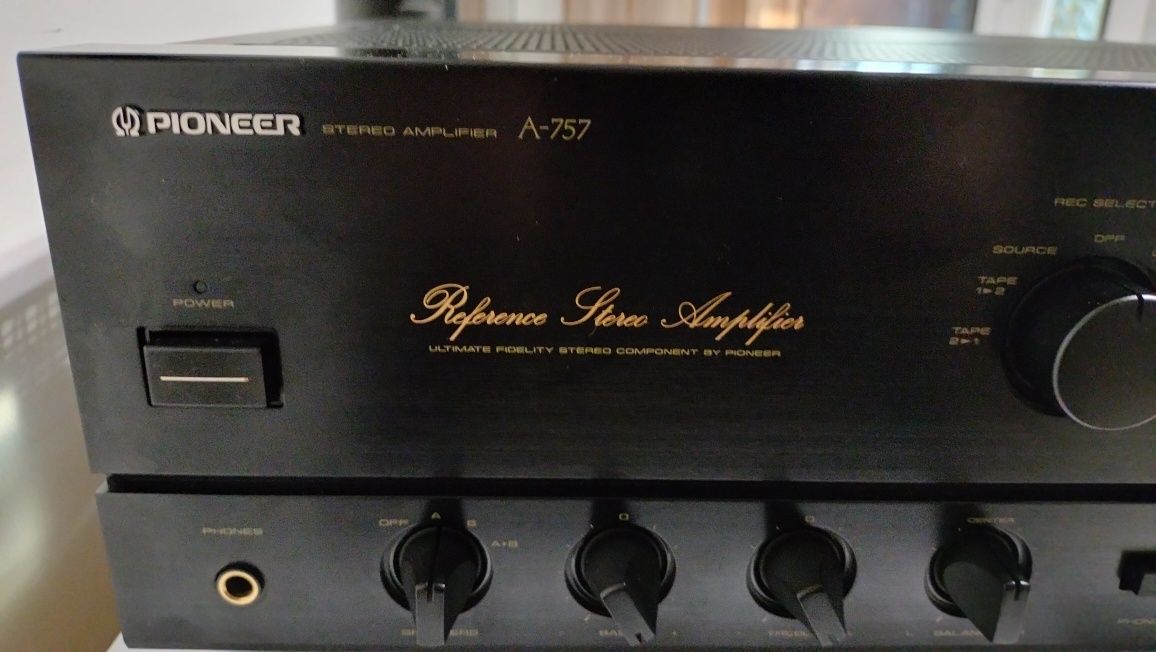 PIONEER STEREO AMPLIFIER A-757
REC SELECT
OFF
SOURCE
TAPE
1▶2
TAPE
2▶1
POWER
Reference Stereo Amplifier
ULTIMATE FIDELITY STEREO COMPONENT BY PIONEER
PHONES
OFF A B
A+B
0
0
CENTER
- +
-
L